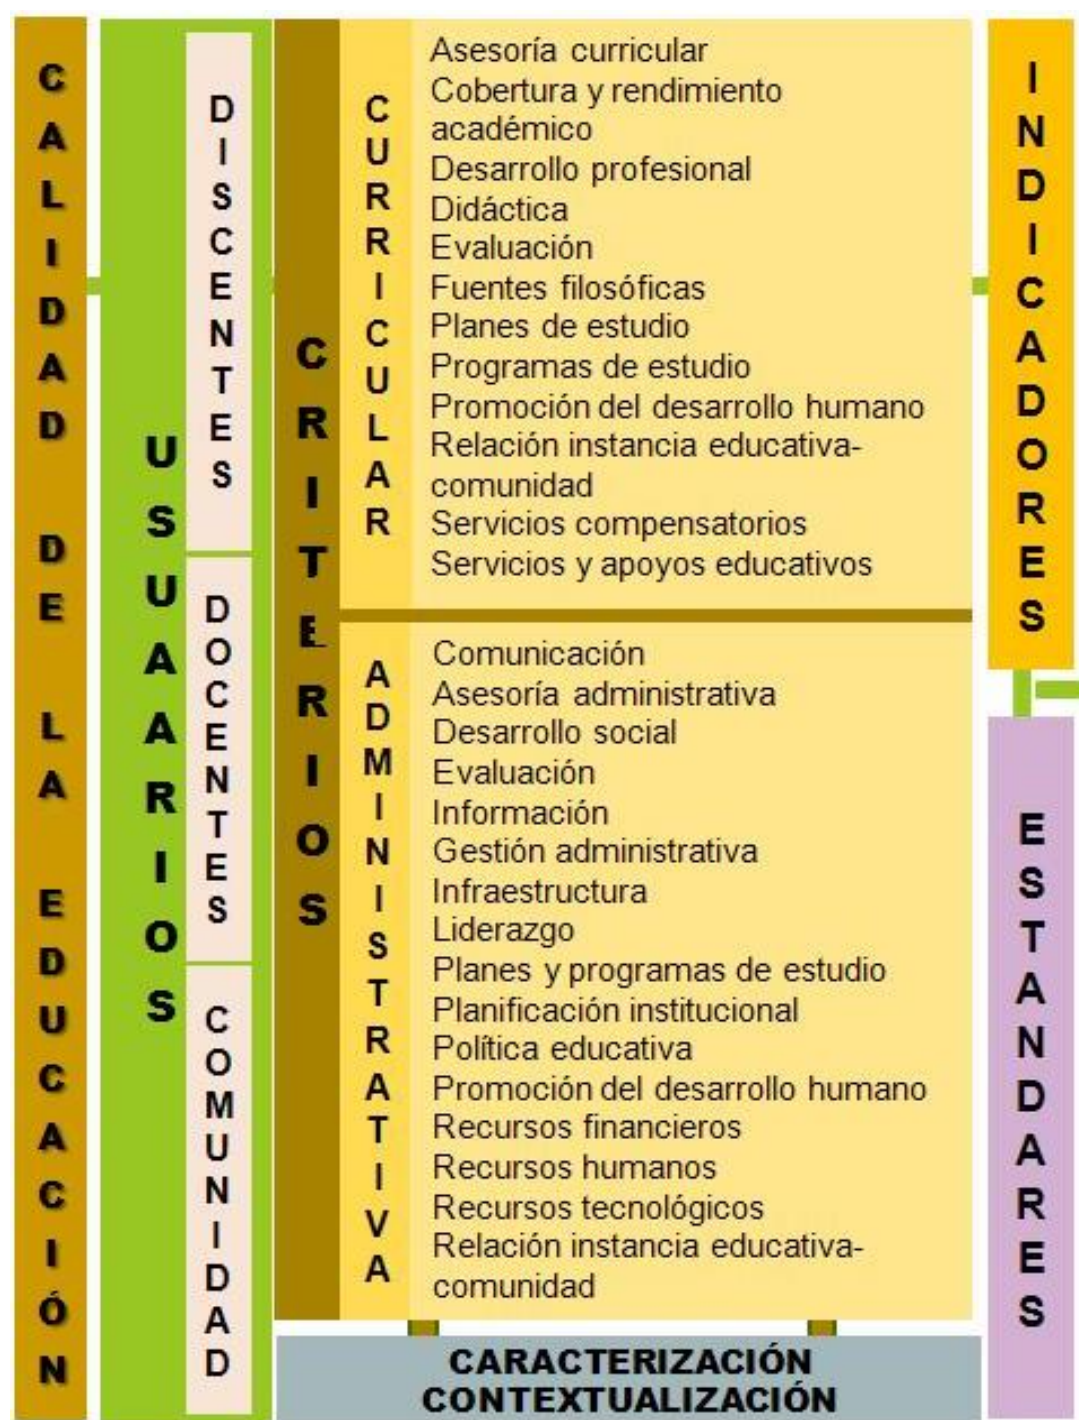 CALIDAD DE LA EDUCACIÓN
USUARIOS
DISCENTES
DOCENTES
COMUNIDAD
CRITERIOS
CURRICULAR
Asesoría curricular
Cobertura y rendimiento
académico
Desarrollo profesional
Didáctica
Evaluación
Fuentes filosóficas
Planes de estudio
Programas de estudio
Promoción del desarrollo humano
Relación instancia educativa-
comunidad
Servicios compensatorios
Servicios y apoyos educativos
ADMINISTRATIVA
Comunicación
Asesoría administrativa
Desarrollo social
Evaluación
Información
Gestión administrativa
Infraestructura
Liderazgo
Planes y programas de estudio
Planificación institucional
Política educativa
Promoción del desarrollo humano
Recursos financieros
Recursos humanos
Recursos tecnológicos
Relación instancia educativa-
comunidad
INDICADORES
ESTANDARES
CARACTERIZACIÓN
CONTEXTUALIZACIÓN